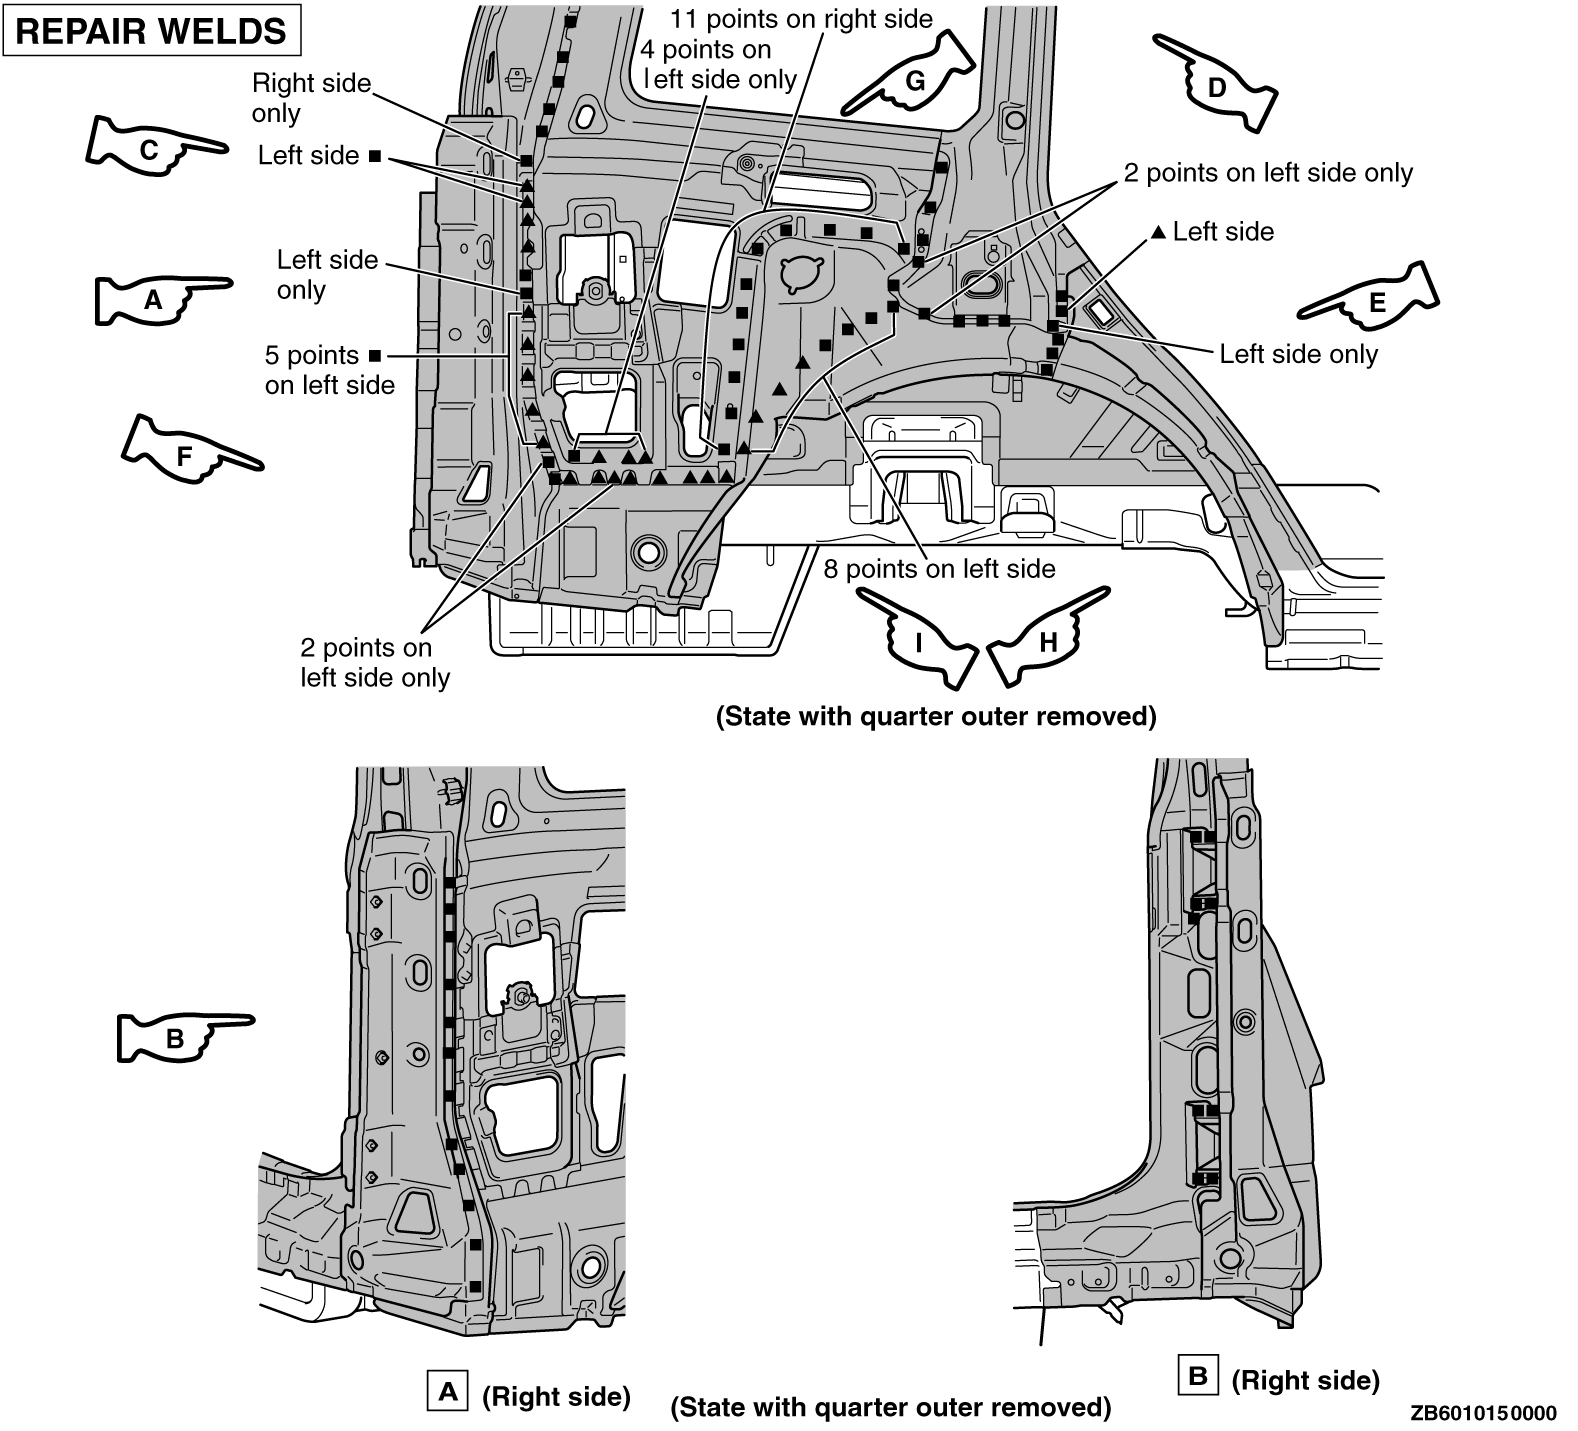 REPAIR WELDS
11 points on right side
4 points on
left side only
Right side
only
Left side ■
G
D
C
2 points on left side only
▲ Left side
Left side
only
A
E
5 points ■
on left side
Left side only
F
8 points on left side
2 points on
left side only
I
H
(State with quarter outer removed)
B
A (Right side)
B (Right side)
(State with quarter outer removed)
ZB6010150000